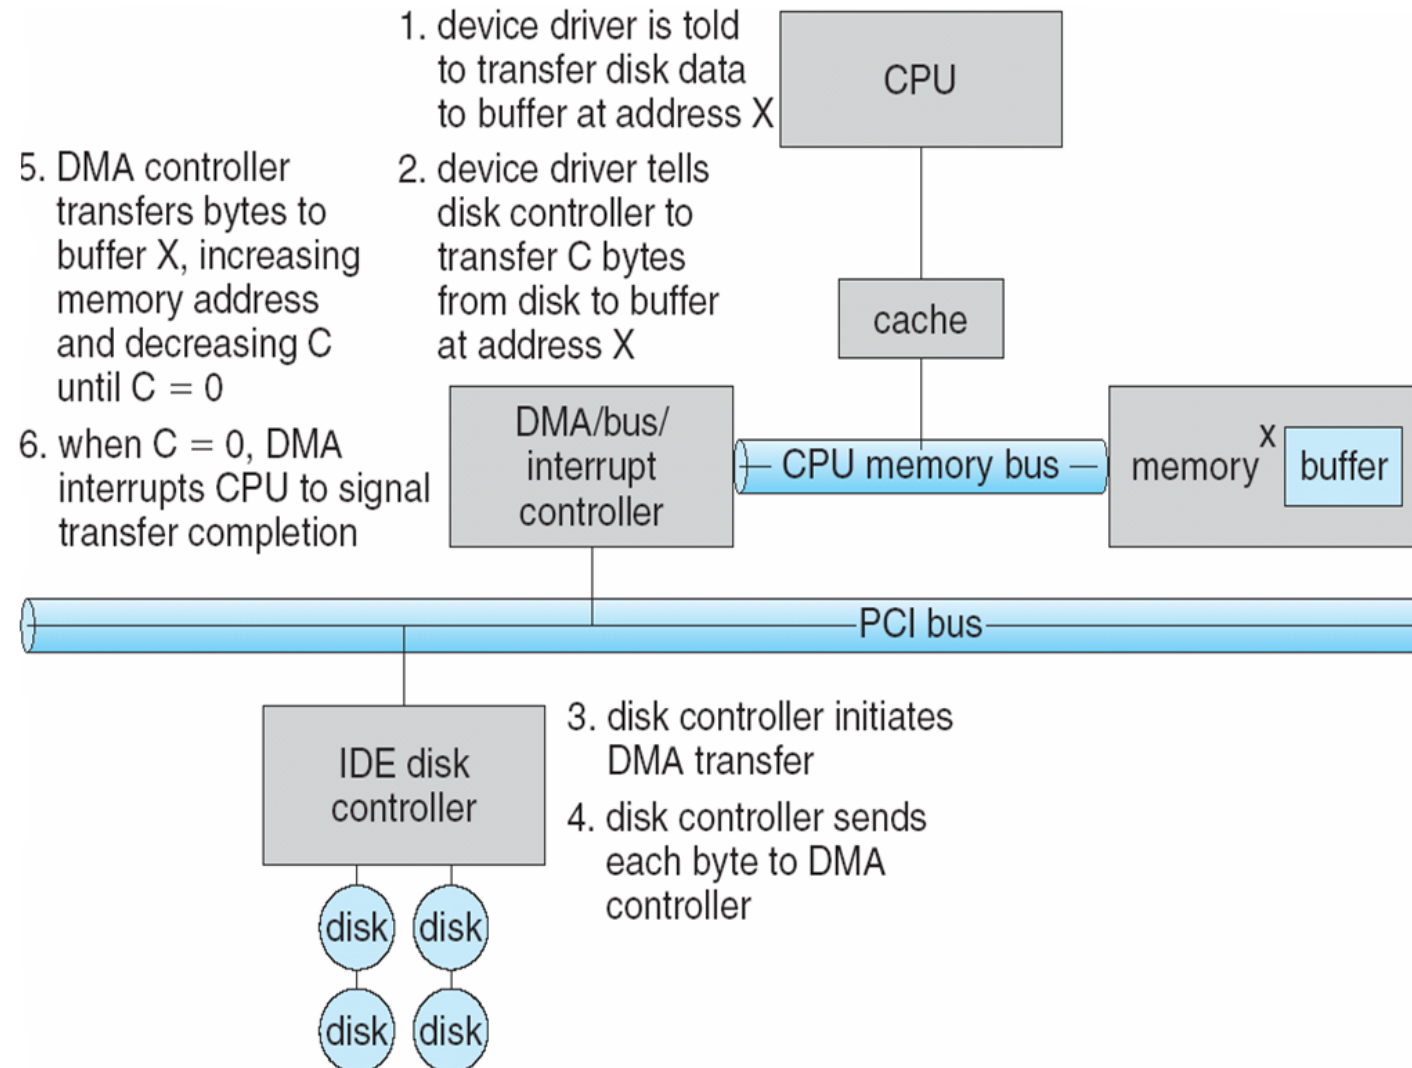 1. device driver is told
to transfer disk data
to buffer at address X
CPU
5. DMA controller
transfers bytes to
buffer X, increasing
memory address
and decreasing C
until C = 0
2. device driver tells
disk controller to
transfer C bytes
from disk to buffer
at address X
cache
6. when C = 0, DMA
interrupts CPU to signal
transfer completion
DMA/bus/
interrupt
controller
CPU memory bus
memory
X
buffer
PCI bus
IDE disk
controller
3. disk controller initiates
DMA transfer
4. disk controller sends
each byte to DMA
controller
disk
disk
disk
disk